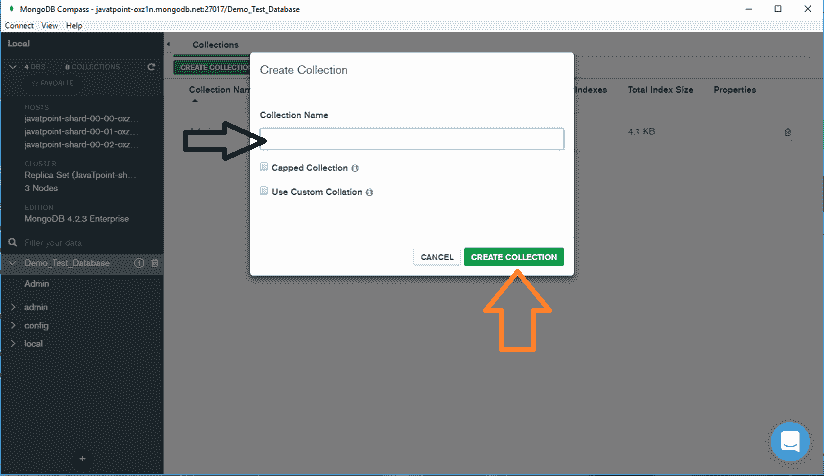 MongoDB Compass - javatpoint-oxz1n.mongodb.net:27017/Demo_Test_Database
Connect View Help
Local
4 DBS 8 COLLECTIONS
FAVORITE
HOSTS
javatpoint-shard-00-00-oxz...
javatpoint-shard-00-01-oxz...
javatpoint-shard-00-02-oxz...
CLUSTER
Replica Set (JavaTpoint-sh...
3 Nodes
EDITION
MongoDB 4.2.3 Enterprise
Filter your data
Demo_Test_Database
Admin
admin
config
local
Collections
CREATE COLLECTION
Collection Nam
Indexes
Total Index Size
Properties
4.1 KB
Create Collection
Collection Name
Capped Collection
Use Custom Collation
CANCEL
CREATE COLLECTION